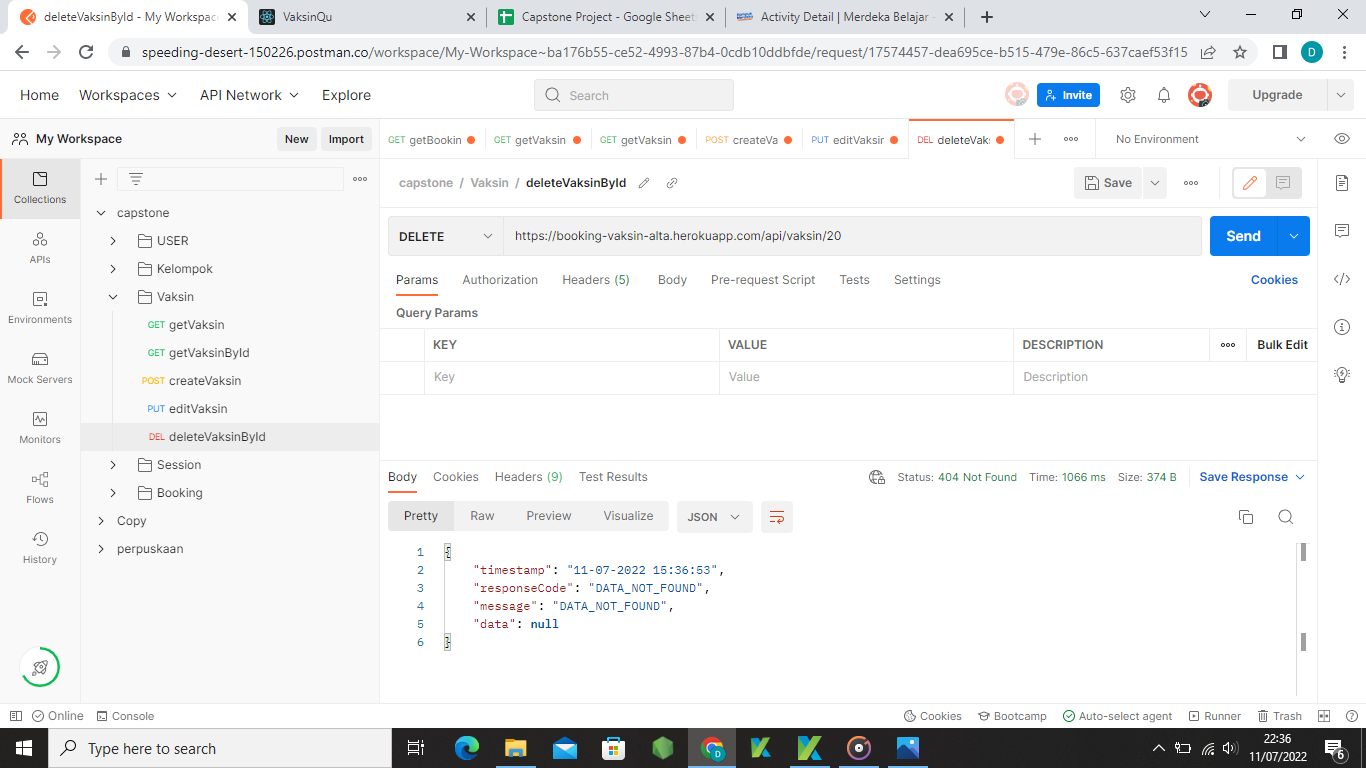 deleteVaksinById - My Workspac
VaksinQu
Capstone Project - Google Sheets
Activity Detail | Merdeka Belajar -
speeding-desert-150226.postman.co/workspace/My-Workspace~ba176b55-ce52-4993-87b4-0cdb10ddbfde/request/17574457-dea695ce-b515-479e-86c5-637caef53f15
D
Home
Workspaces
API Network
Explore
Search
Invite
Upgrade
My Workspace
New
Import
GET getBookin
GET getVaksin
GET getVaksin
POST createVa
PUT editVaksin
DEL deleteVaks
No Environment
Collections
APIs
Environments
Mock Servers
Monitors
Flows
History
capstone
USER
Kelompok
Vaksin
GET getVaksin
GET getVaksinById
POST createVaksin
PUT editVaksin
DEL deleteVaksinById
Session
Booking
Copy
perpuskaan
capstone / Vaksin / deleteVaksinById
Save
DELETE
https://booking-vaksin-alta.herokuapp.com/api/vaksin/20
Send
Params
Authorization
Headers (5)
Body
Pre-request Script
Tests
Settings
Cookies
Query Params
KEY
VALUE
DESCRIPTION
Bulk Edit
Key
Value
Description
Body
Cookies
Headers (9)
Test Results
Status: 404 Not Found
Time: 1066 ms
Size: 374 B
Save Response
Pretty
Raw
Preview
Visualize
JSON
1 {
2 "timestamp": "11-07-2022 15:36:53",
3 "responseCode": "DATA_NOT_FOUND",
4 "message": "DATA_NOT_FOUND",
5 "data": null
6 }
Online
Console
Cookies
Bootcamp
Auto-select agent
Runner
Trash
Type here to search
D
22:36
11/07/2022
6